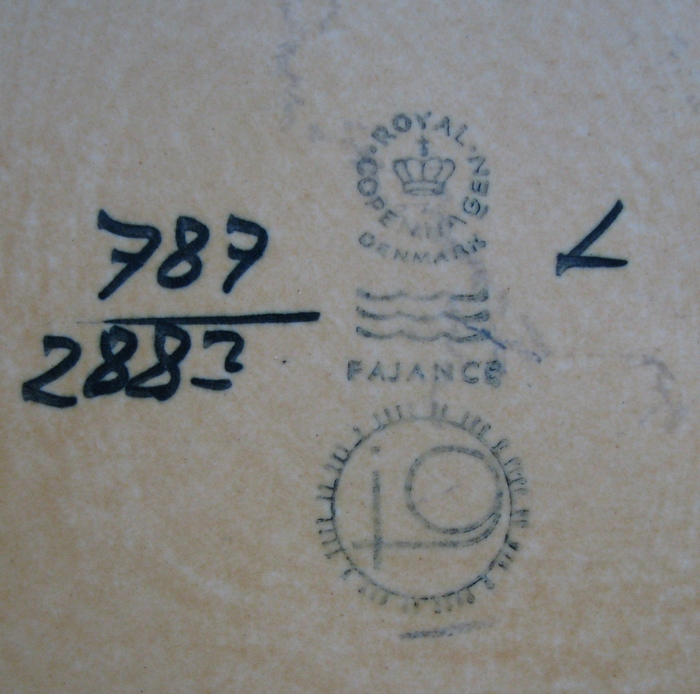 ROYAL
COPENHAGEN
DENMARK
787
2883
FAJANCE